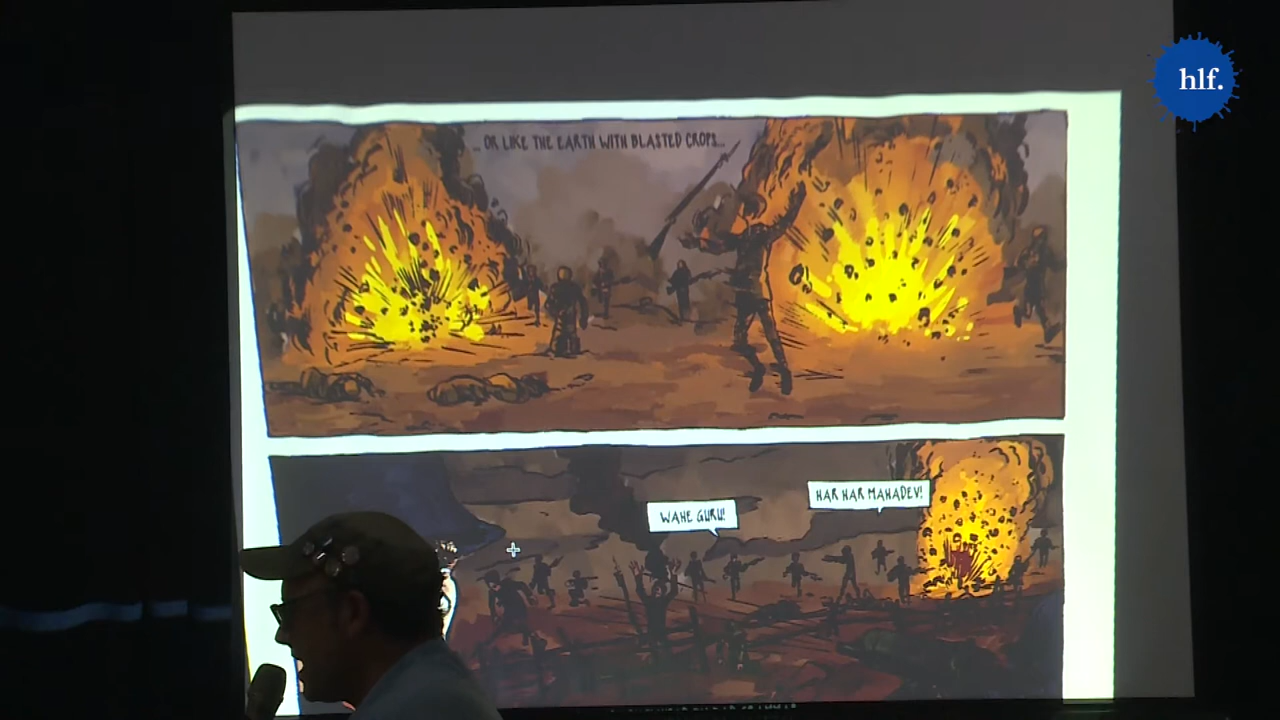 hlf.
... OR LIKE THE EARTH WITH BLASTED CROPS...
HAR HAR MAHADEV!
WAHE GURU!